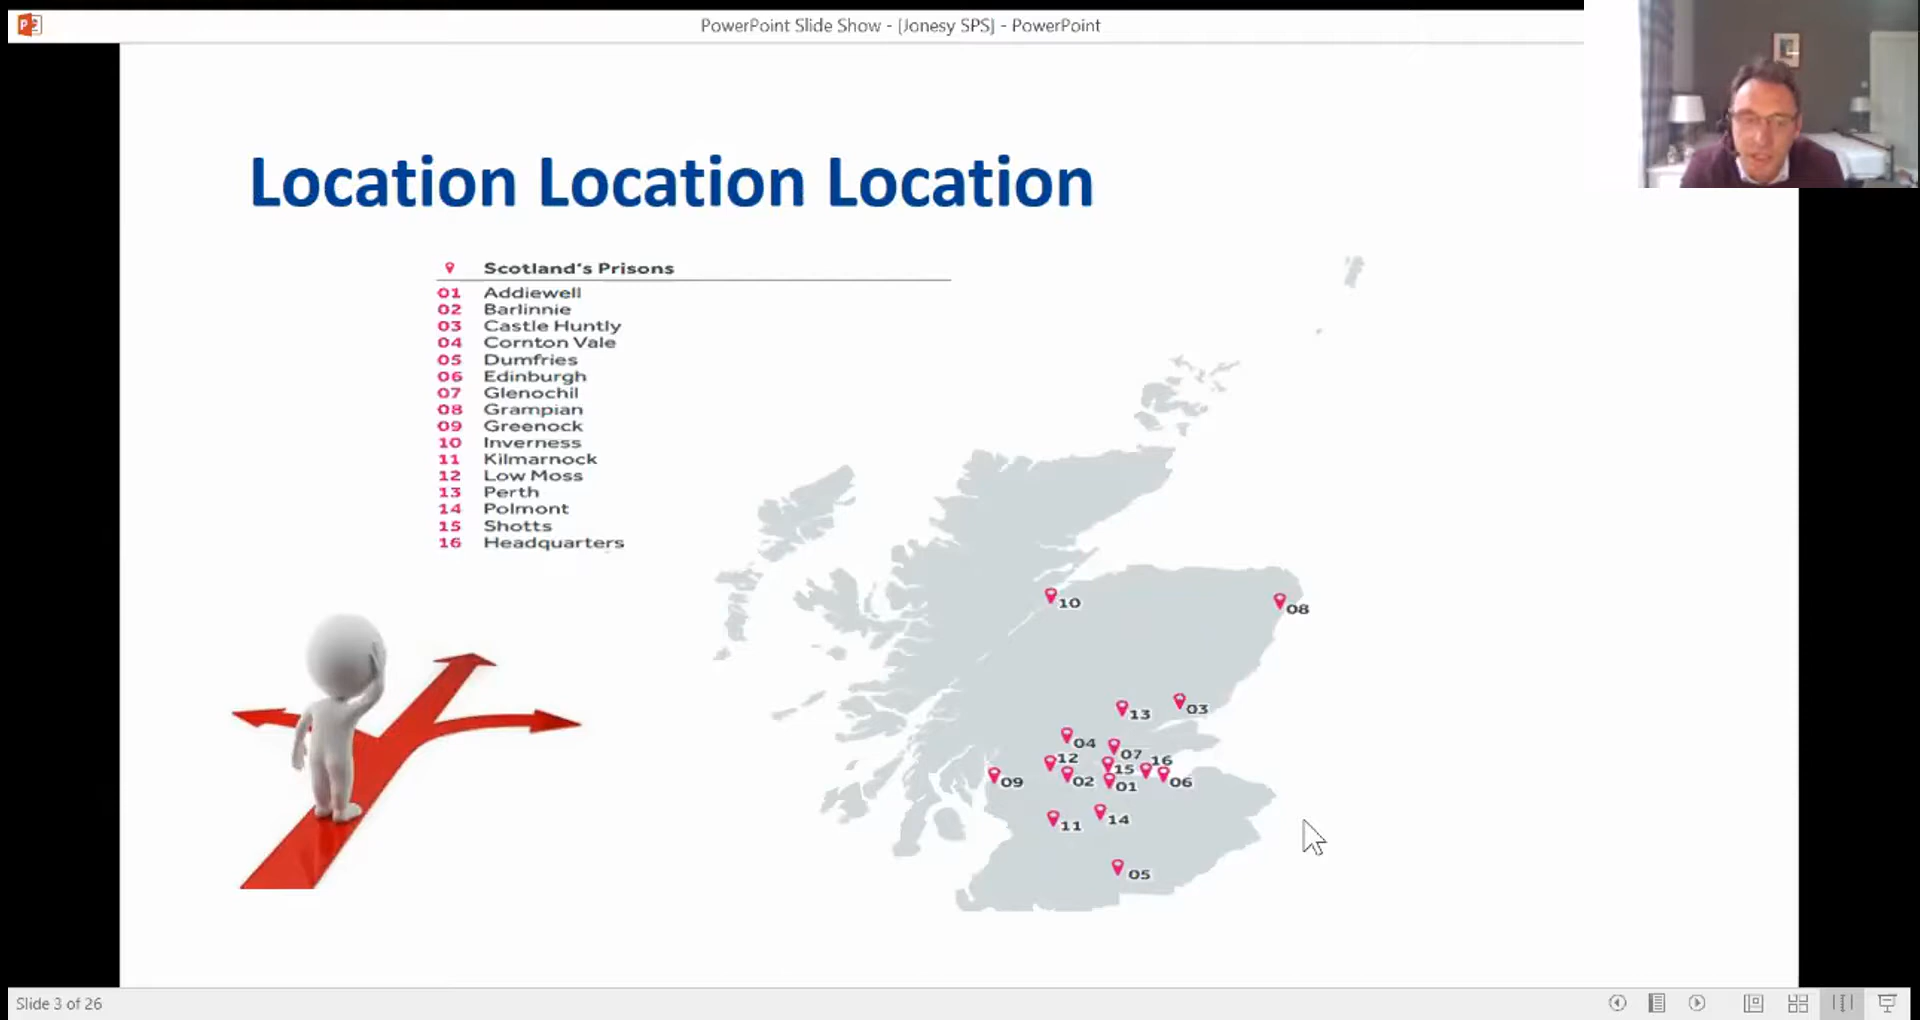 PowerPoint Slide Show - [Jonesy SPS] - PowerPoint
Location Location Location
Scotland's Prisons
01 Addiewell
02 Barlinnie
03 Castle Huntly
04 Cornton Vale
05 Dumfries
06 Edinburgh
07 Glenochil
08 Grampian
09 Greenock
10 Inverness
11 Kilmarnock
12 Low Moss
13 Perth
14 Polmont
15 Shotts
16 Headquarters
10
08
13
03
04
07
12
15
16
09
02
01
06
11
14
05
Slide 3 of 26